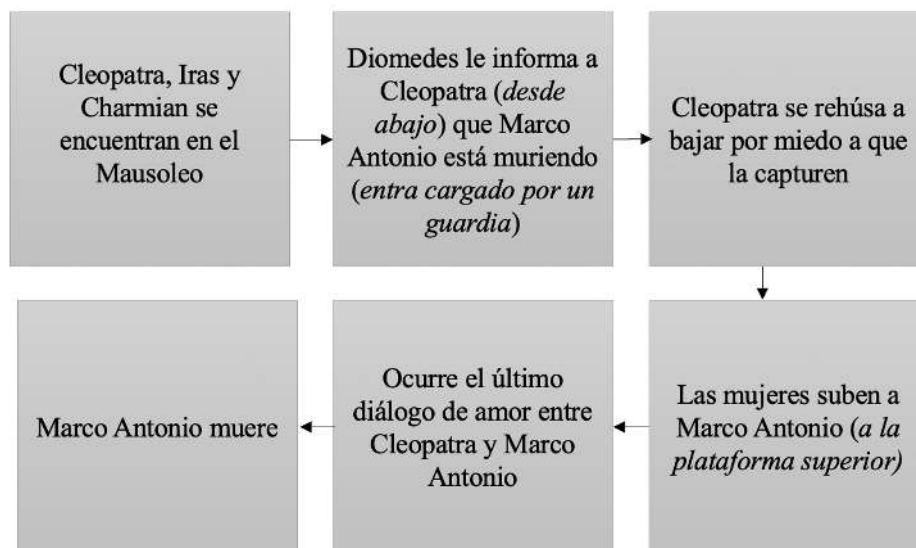 Cleopatra, Iras y
Charmian se
encuentran en el
Mausoleo
Diomedes le informa a
Cleopatra (desde
abajo) que Marco
Antonio está muriendo
(entra cargado por un
guardia)
Cleopatra se rehúsa a
bajar por miedo a que
la capturen
Las mujeres suben a
Marco Antonio (a la
plataforma superior)
Ocurre el último
diálogo de amor entre
Cleopatra y Marco
Antonio
Marco Antonio muere